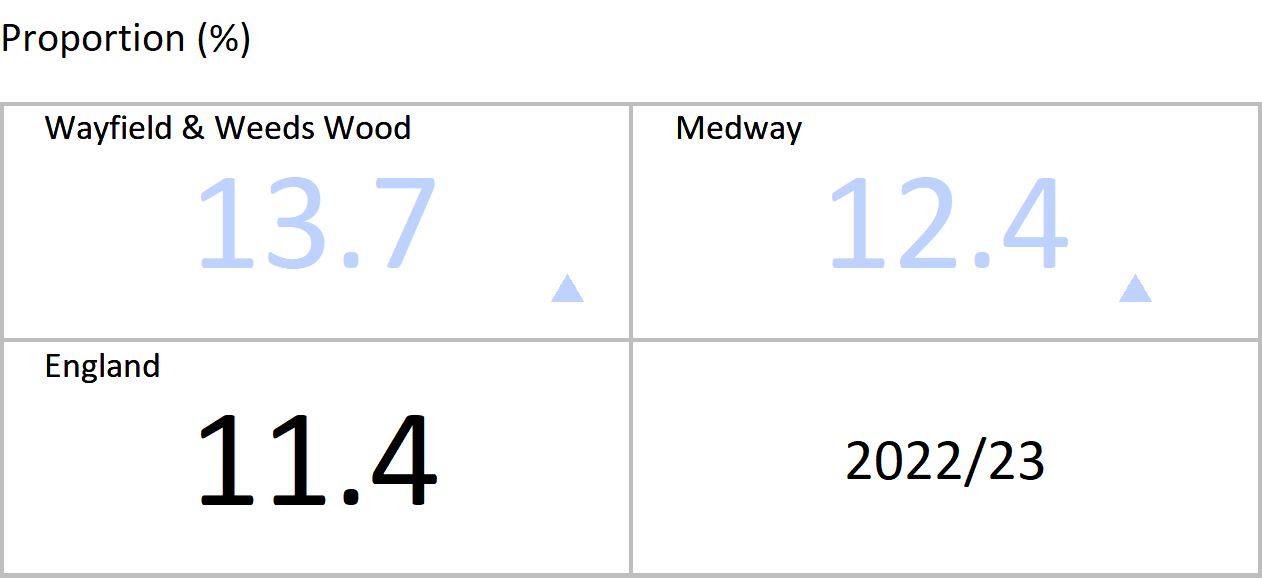 Proportion (%)
Wayfield & Weeds Wood
13.7
Medway
12.4
England
11.4
2022/23